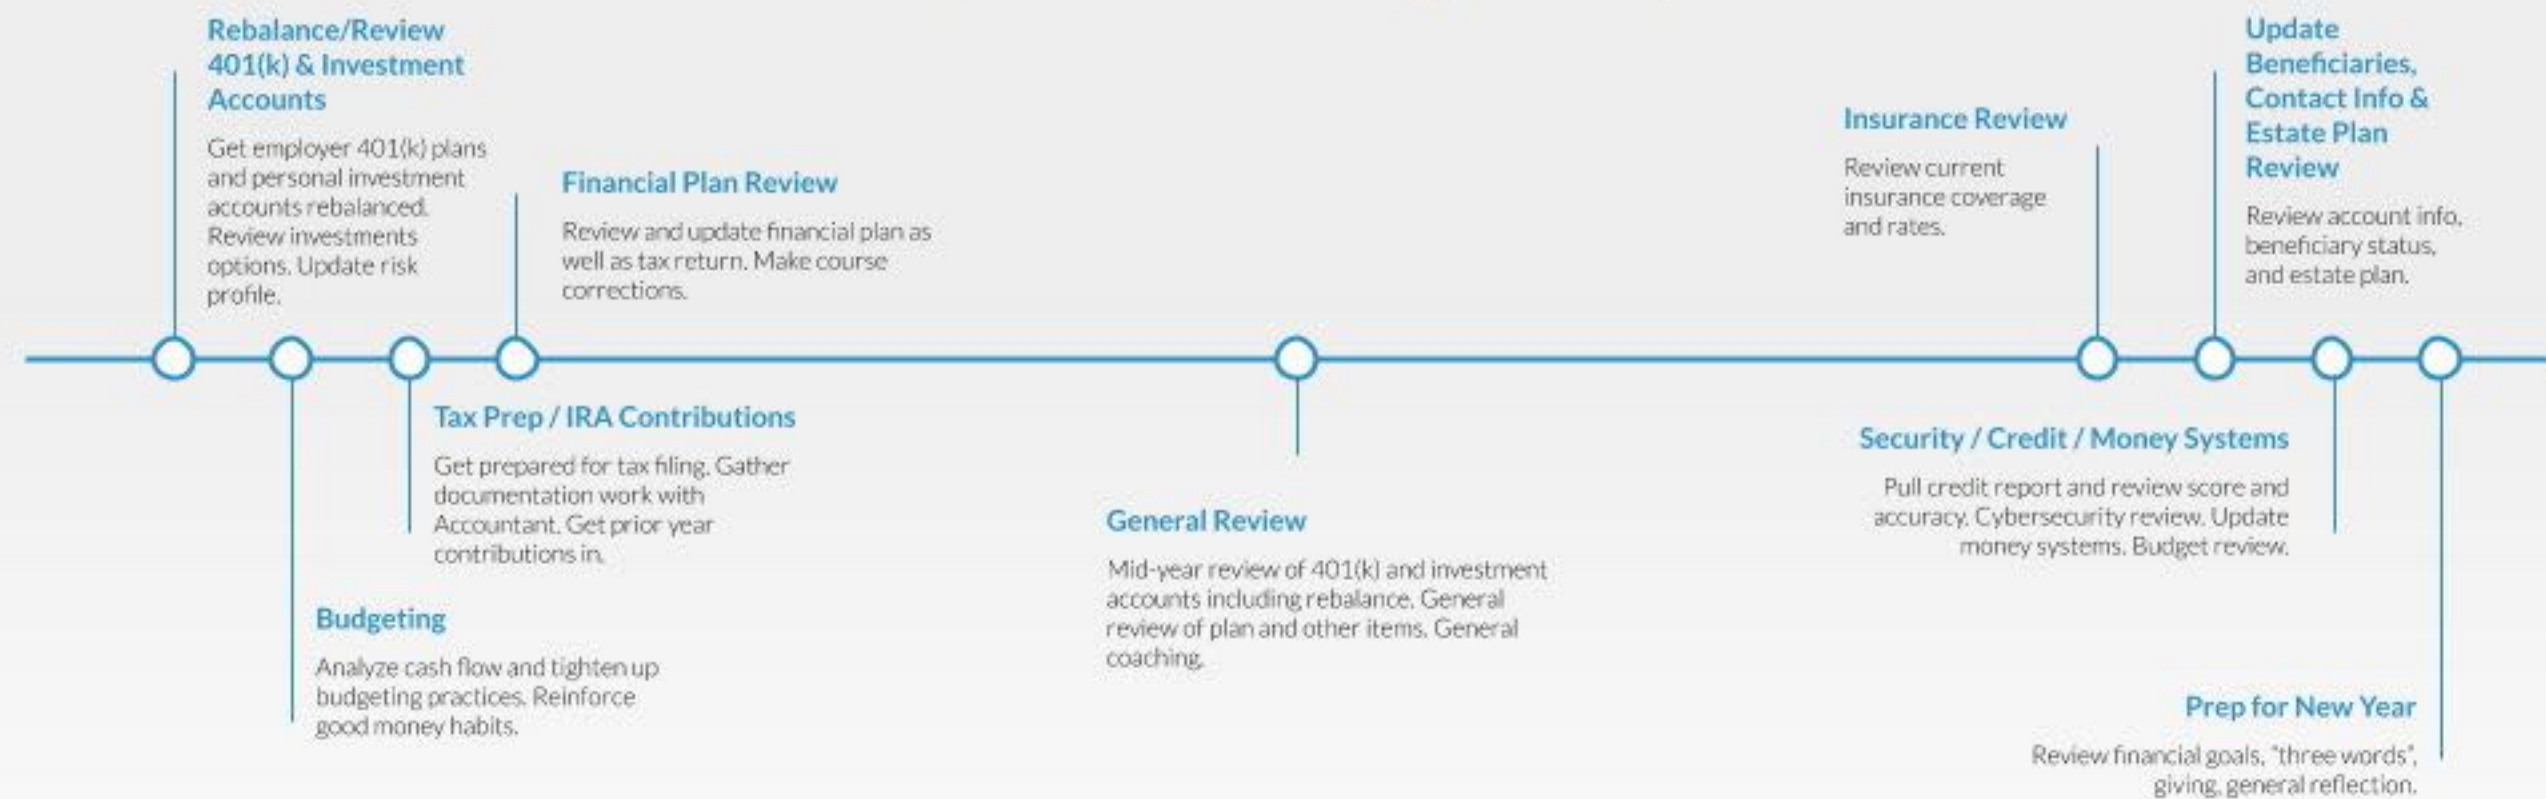 Rebalance/Review
401(k) & Investment
Accounts
Get employer 401(k) plans
and personal investment
accounts rebalanced.
Review investments
options. Update risk
profile.
Budgeting
Analyze cash flow and tighten up
budgeting practices. Reinforce
good money habits.
Tax Prep / IRA Contributions
Get prepared for tax filing. Gather
documentation work with
Accountant. Get prior year
contributions in.
Financial Plan Review
Review and update financial plan as
well as tax return. Make course
corrections.
General Review
Mid-year review of 401(k) and investment
accounts including rebalance. General
review of plan and other items. General
coaching.
Insurance Review
Review current
insurance coverage
and rates.
Update
Beneficiaries,
Contact Info &
Estate Plan
Review
Review account info,
beneficiary status,
and estate plan.
Security / Credit / Money Systems
Pull credit report and review score and
accuracy. Cybersecurity review. Update
money systems. Budget review.
Prep for New Year
Review financial goals, "three words",
giving, general reflection.